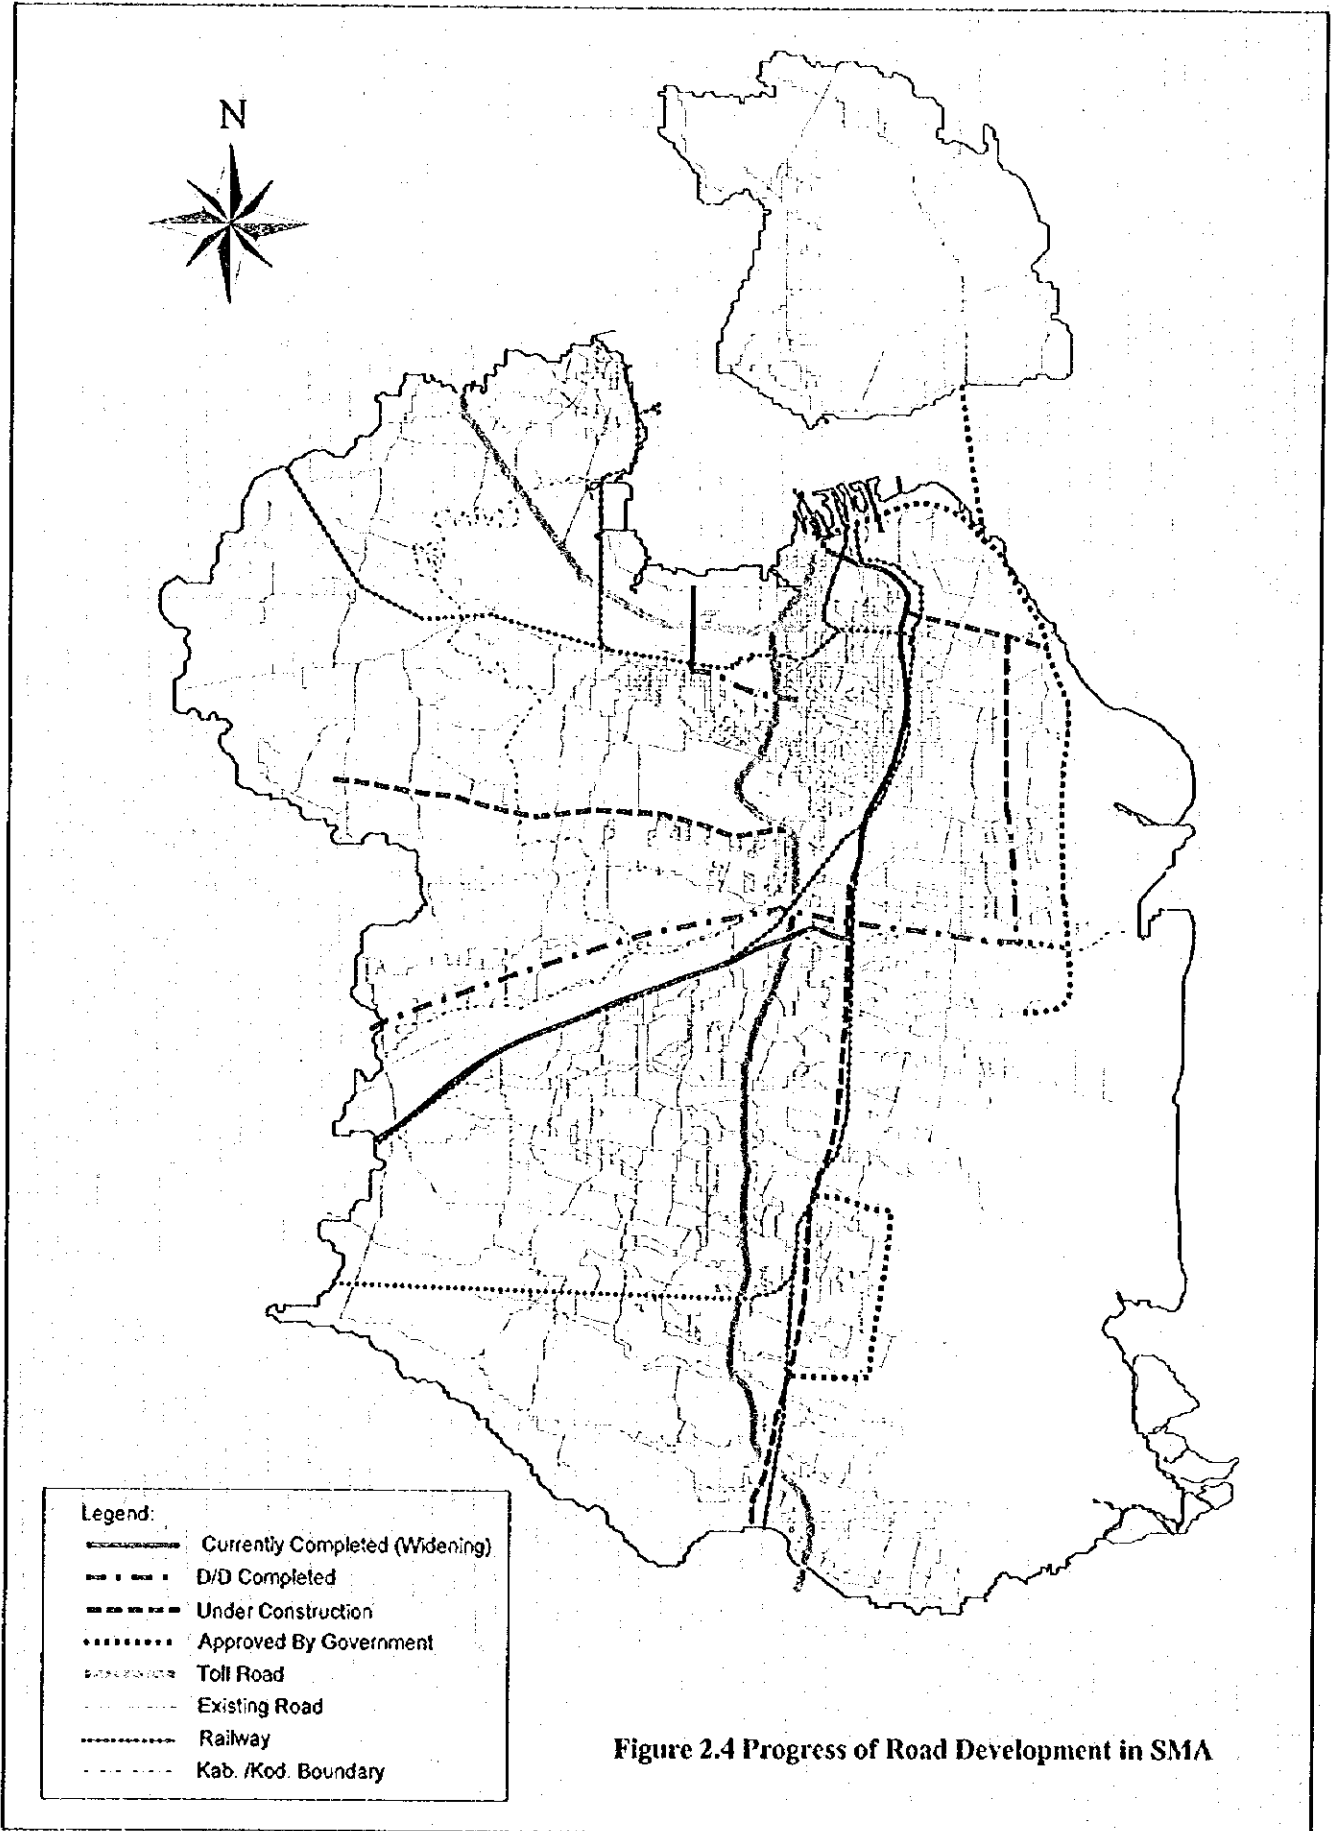 N
Legend:
Currently Completed (Widening)
D/D Completed
Under Construction
Approved By Government
Toll Road
Existing Road
Railway
Kab. /Kod. Boundary
Figure 2.4 Progress of Road Development in SMA